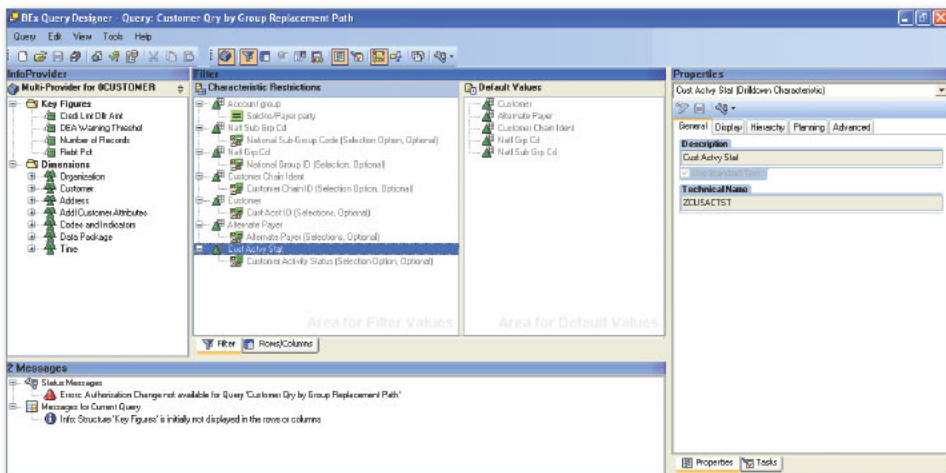 BEx Query Designer - Query: Customer Qry by Group Replacement Path
Query Edit View Tools Help
InfoProvider
Multi-Provider for 0CUSTOMER
Key Figures
Credi Lmt Dllr Amt
DEA Warning Threshol
Number of Records
Rebt Pct
Dimensions
Organization
Customer
Address
Addl Customer Attributes
Codes and Indicators
Data Package
Time
Filter
Characteristic Restrictions
Account group
Sold-to/Payer party
Natl Sub Grp Cd
National Sub-Group Code (Selection Option, Optional)
Natl Grp Cd
National Group ID (Selection, Optional)
Customer Chain Ident
Customer Chain ID (Selection Option, Optional)
Customer
Cust Acct ID (Selections, Optional)
Alternate Payer
Alternate Payer (Selections, Optional)
Cust Actvy Stat
Customer Activity Status (Selection Option, Optional)
Area for Filter Values
Default Values
Customer
Alternate Payer
Customer Chain Ident
Natl Grp Cd
Natl Sub Grp Cd
Area for Default Values
Filter Rows/Columns
Properties
Cust Actvy Stat (Drilldown Characteristic)
General Display Hierarchy Planning Advanced
Description
Cust Actvy Stat
Use Standard Text
Technical Name
ZCUSACTST
Properties Tasks
2 Messages
Status Messages
Errors: Authorization Change not available for Query 'Customer Qry by Group Replacement Path'
Messages for Current Query
Info: Structure 'Key Figures' is initially not displayed in the rows or columns